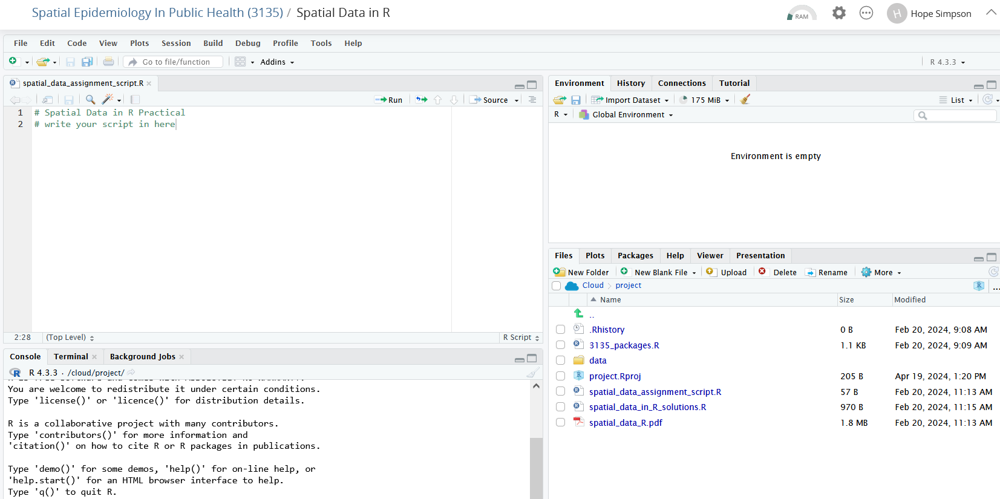 Spatial Epidemiology In Public Health (3135) / Spatial Data in R
RAM
H Hope Simpson
File Edit Code View Plots Session Build Debug Profile Tools Help
Go to file/function Addins R 4.3.3
spatial_data_assignment_script.R
Run Source
1 # Spatial Data in R Practical
2 # write your script in here
2:28 (Top Level) R Script
Console Terminal Background Jobs
R 4.3.3 · /cloud/project/
You are welcome to redistribute it under certain conditions.
Type 'license()' or 'licence()' for distribution details.
R is a collaborative project with many contributors.
Type 'contributors()' for more information and
'citation()' on how to cite R or R packages in publications.
Type 'demo()' for some demos, 'help()' for on-line help, or
'help.start()' for an HTML browser interface to help.
Type 'q()' to quit R.
Environment History Connections Tutorial
Import Dataset 175 MiB List
R Global Environment
Environment is empty
Files Plots Packages Help Viewer Presentation
New Folder New Blank File Upload Delete Rename More
Cloud project R ...
Name Size Modified
..
.Rhistory 0 B Feb 20, 2024, 9:08 AM
3135_packages.R 1.1 KB Feb 20, 2024, 9:09 AM
data
project.Rproj 205 B Apr 19, 2024, 1:20 PM
spatial_data_assignment_script.R 57 B Feb 20, 2024, 11:13 AM
spatial_data_in_R_solutions.R 970 B Feb 20, 2024, 11:15 AM
spatial_data_R.pdf 1.8 MB Feb 20, 2024, 11:13 AM